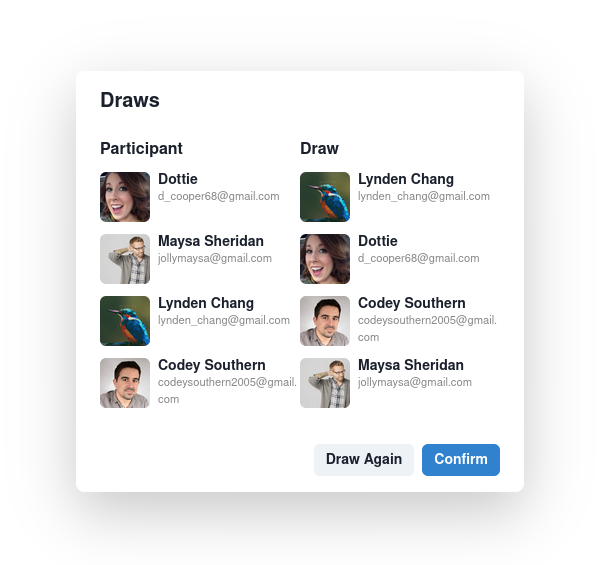 Draws
Participant
Draw
Dottie
d_cooper68@gmail.com
Lynden Chang
lynden_chang@gmail.com
Maysa Sheridan
jollymaysa@gmail.com
Dottie
d_cooper68@gmail.com
Lynden Chang
lynden_chang@gmail.com
Codey Southern
codeysouthern2005@gmail.
com
Codey Southern
codeysouthern2005@gmail.
com
Maysa Sheridan
jollymaysa@gmail.com
Draw Again
Confirm